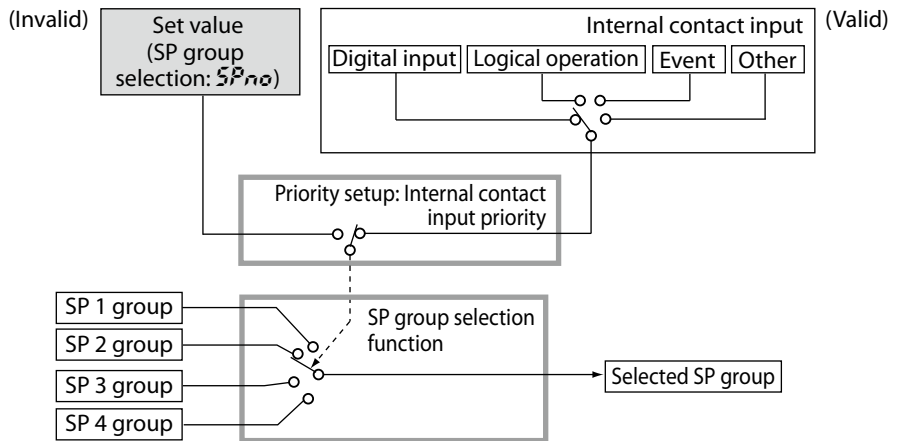 (Invalid)
Set value
(SP group
selection: SPno)
Internal contact input
(Valid)
Digital input
Logical operation
Event
Other
Priority setup: Internal contact
input priority
SP 1 group
SP 2 group
SP 3 group
SP 4 group
SP group selection
function
Selected SP group